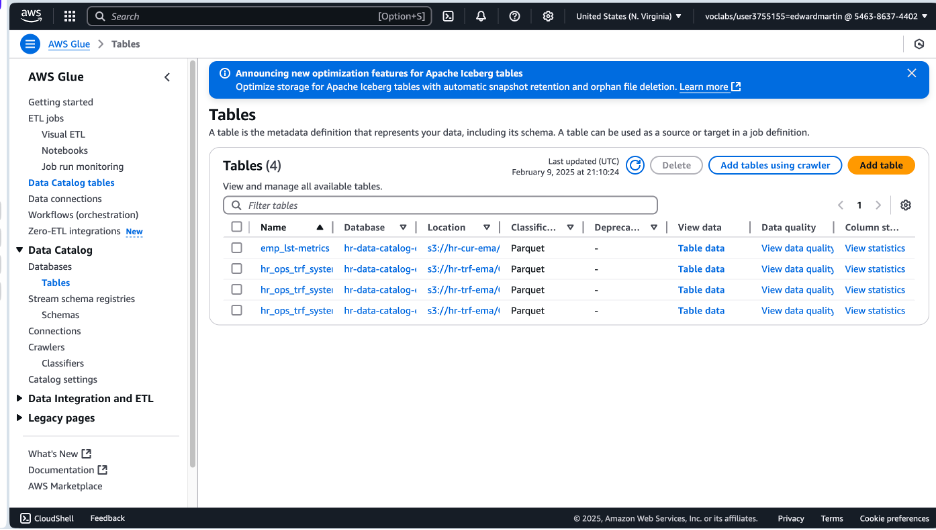 aws Search [Option+S] United States (N. Virginia) voclabs/user3755155=edwardmartin @ 5463-8637-4402
AWS Glue > Tables
AWS Glue
Getting started
ETL jobs
Visual ETL
Notebooks
Job run monitoring
Data Catalog tables
Data connections
Workflows (orchestration)
Zero-ETL integrations New
Data Catalog
Databases
Tables
Stream schema registries
Schemas
Connections
Crawlers
Classifiers
Catalog settings
Data Integration and ETL
Legacy pages
What's New
Documentation
AWS Marketplace
Announcing new optimization features for Apache Iceberg tables
Optimize storage for Apache Iceberg tables with automatic snapshot retention and orphan file deletion. Learn more
Tables
A table is the metadata definition that represents your data, including its schema. A table can be used as a source or target in a job definition.
Tables (4)
Last updated (UTC)
February 9, 2025 at 21:10:24
Delete Add tables using crawler Add table
View and manage all available tables.
Filter tables
1
Name Database Location Classific... Depreca... View data Data quality Column st...
emp_lst-metrics hr-data-catalog- s3://hr-cur-ema/ Parquet - Table data View data quality View statistics
hr_ops_trf_syste hr-data-catalog- s3://hr-trf-ema/ Parquet - Table data View data quality View statistics
hr_ops_trf_syste hr-data-catalog- s3://hr-trf-ema/ Parquet - Table data View data quality View statistics
hr_ops_trf_syste hr-data-catalog- s3://hr-trf-ema/ Parquet - Table data View data quality View statistics
CloudShell Feedback © 2025, Amazon Web Services, Inc. or its affiliates. Privacy Terms Cookie preferences